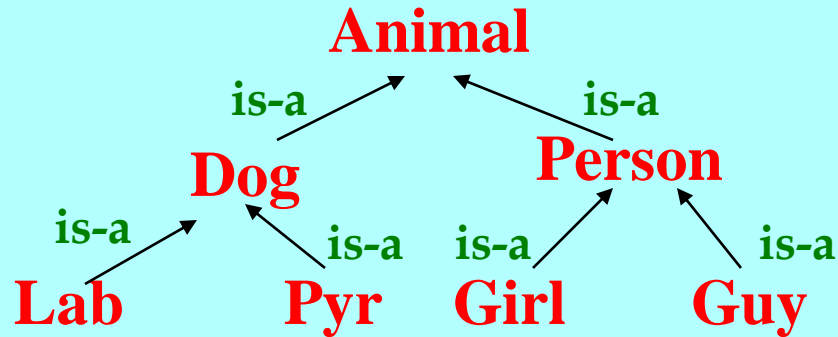 Animal
is-a is-a
Dog Person
is-a is-a is-a is-a
Lab Pyr Girl Guy